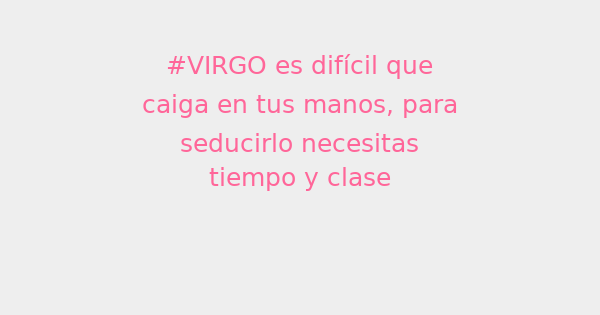 #VIRGO es difícil que
caiga en tus manos, para
seducirlo necesitas
tiempo y clase